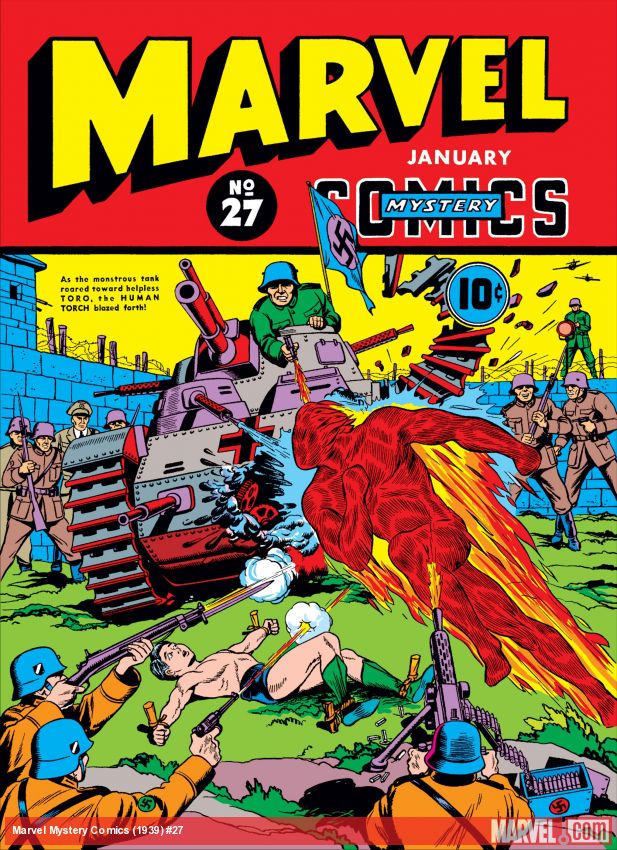 MARVEL
JANUARY
No 27
COMICS
MYSTERY
10¢
As the monstrous tank
roared toward helpless
TORO, the HUMAN
TORCH blazed forth!
Marvel Mystery Comics (1939) #27
MARVEL.com